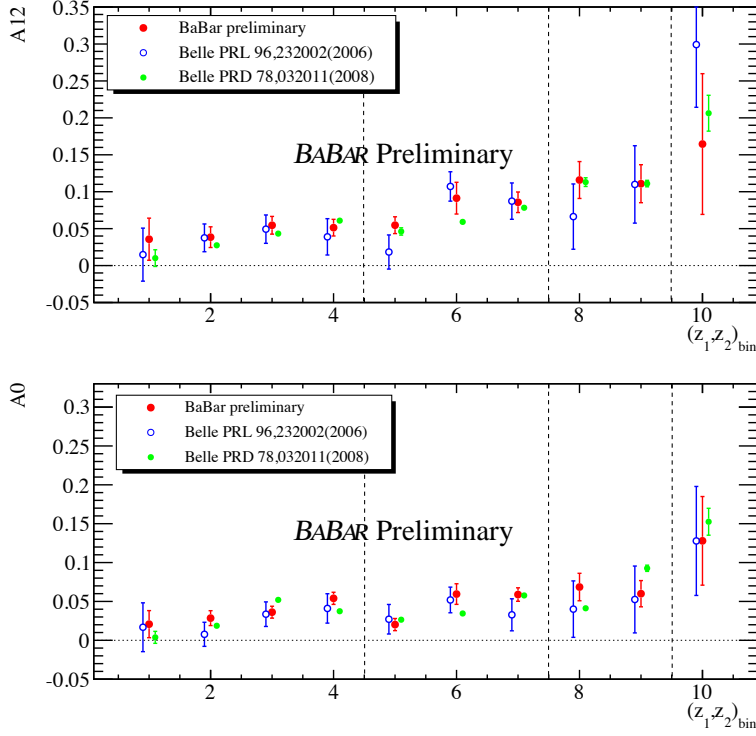 A12
0.35
0.3
0.25
0.2
0.15
0.1
0.05
0
-0.05
BaBar preliminary
Belle PRL 96,232002(2006)
Belle PRD 78,032011(2008)
BABAR Preliminary
2 4 6 8 10
(z1,z2)bin
A0
0.3
0.25
0.2
0.15
0.1
0.05
0
-0.05
BaBar preliminary
Belle PRL 96,232002(2006)
Belle PRD 78,032011(2008)
BABAR Preliminary
2 4 6 8 10
(z1,z2)bin